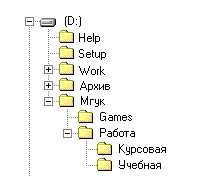 (D:)
Help
Setup
Work
Архив
Мгук
Games
Работа
Курсовая
Учебная